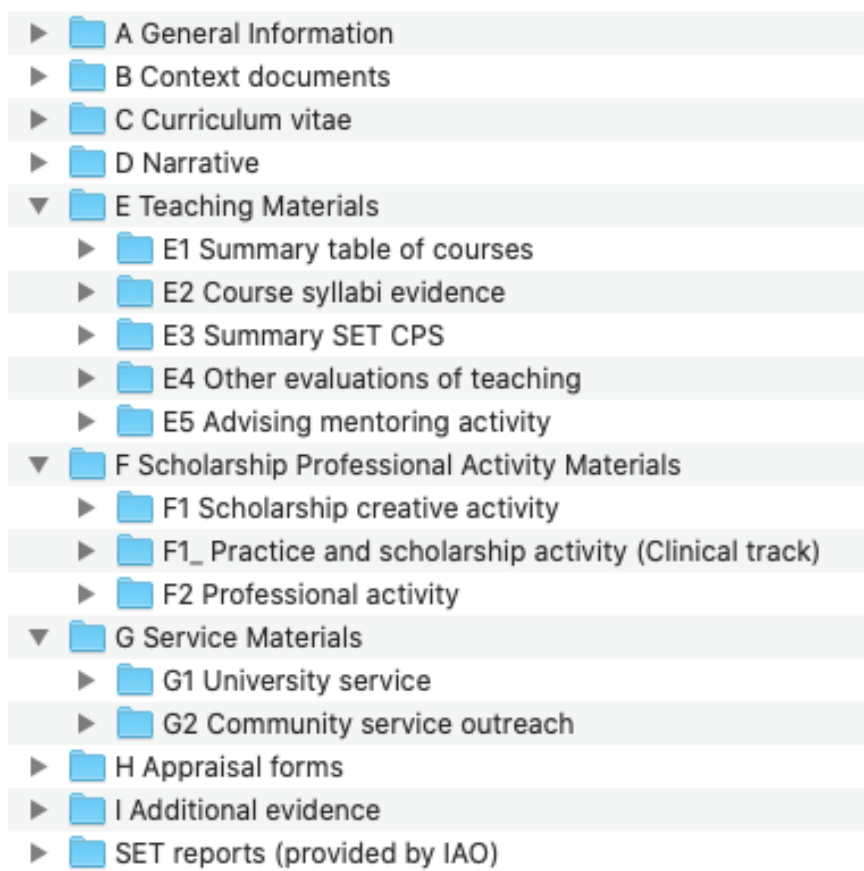 A General Information
B Context documents
C Curriculum vitae
D Narrative
E Teaching Materials
E1 Summary table of courses
E2 Course syllabi evidence
E3 Summary SET CPS
E4 Other evaluations of teaching
E5 Advising mentoring activity
F Scholarship Professional Activity Materials
F1 Scholarship creative activity
F1_ Practice and scholarship activity (Clinical track)
F2 Professional activity
G Service Materials
G1 University service
G2 Community service outreach
H Appraisal forms
I Additional evidence
SET reports (provided by IAO)